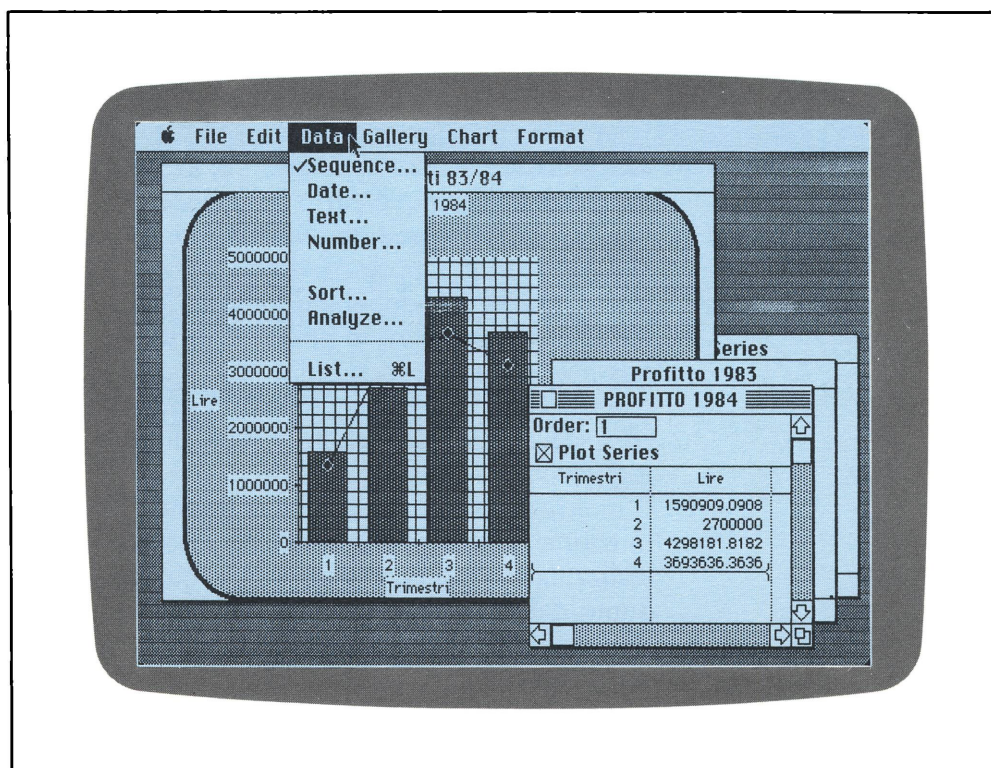 File Edit Data Gallery Chart Format
✓Sequence...
Date...
Text...
Number...
Sort...
Analyze...
List... ⌘L
ti 83/84
1984
5000000
4000000
3000000
2000000
1000000
0
Lire
1 2 3 4
Trimestri
Series
Profitto 1983
PROFITTO 1984
Order: 1
Plot Series
Trimestri Lire
1 1590909.0908
2 2700000
3 4298181.8182
4 3693636.3636